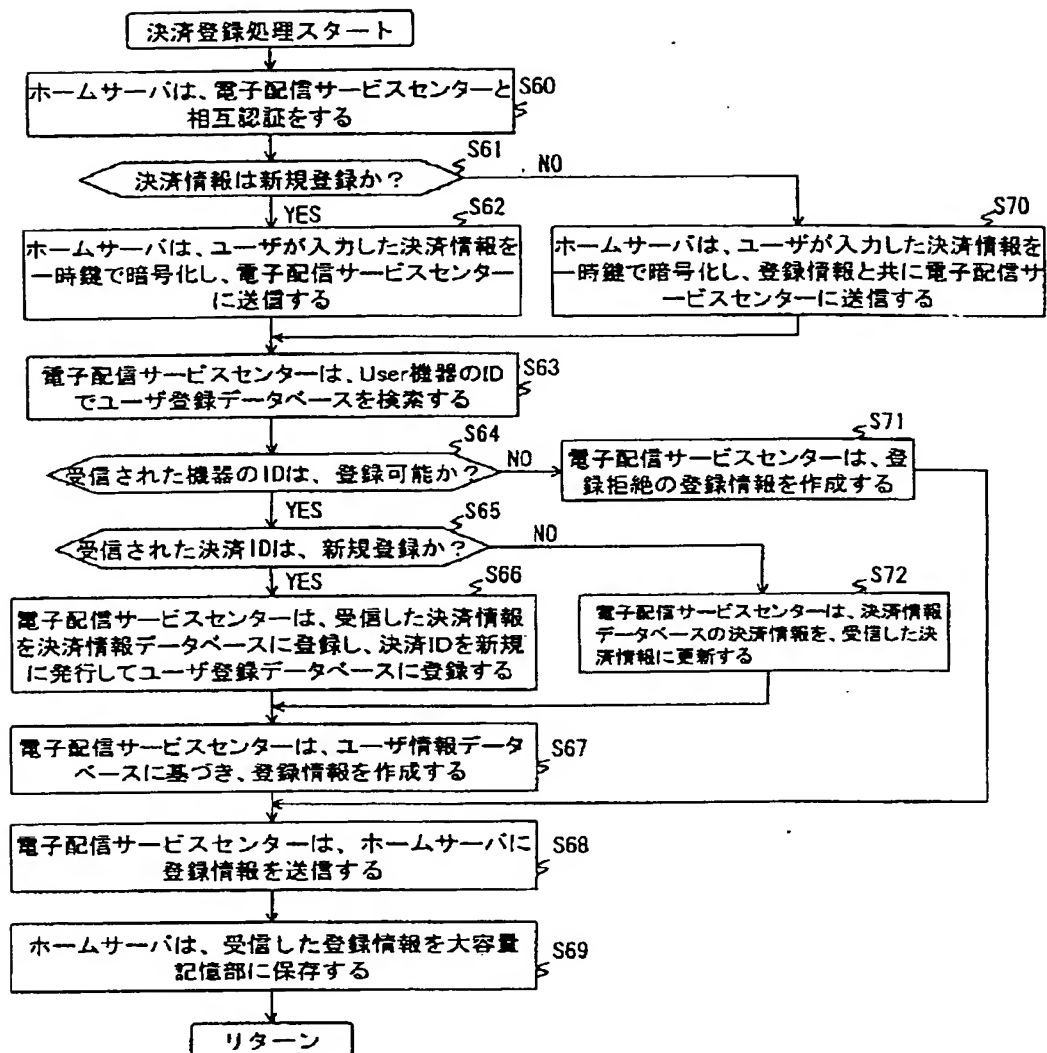 決済登録処理スタート
ホームサーバは、電子配信サービスセンターと
相互認証をする
S60
S61
決済情報は新規登録か?
NO
YES
S62
ホームサーバは、ユーザが入力した決済情報を
一時鍵で暗号化し、電子配信サービスセンター
に送信する
S70
ホームサーバは、ユーザが入力した決済情報を
一時鍵で暗号化し、登録情報と共に電子配信サ
ービスセンターに送信する
電子配信サービスセンターは、User機器のID
でユーザ登録データベースを検索する
S63
S64
受信された機器のIDは、登録可能か?
NO
YES
S71
電子配信サービスセンターは、登
録拒絶の登録情報を作成する
S65
受信された決済IDは、新規登録か?
NO
YES
S66
電子配信サービスセンターは、受信した決済情報
を決済情報データベースに登録し、決済IDを新規
に発行してユーザ登録データベースに登録する
S72
電子配信サービスセンターは、決済情報
データベースの決済情報を、受信した決
済情報に更新する
電子配信サービスセンターは、ユーザ情報データ
ベースに基づき、登録情報を作成する
S67
電子配信サービスセンターは、ホームサーバに
登録情報を送信する
S68
ホームサーバは、受信した登録情報を大容量
記憶部に保存する
S69
リターン